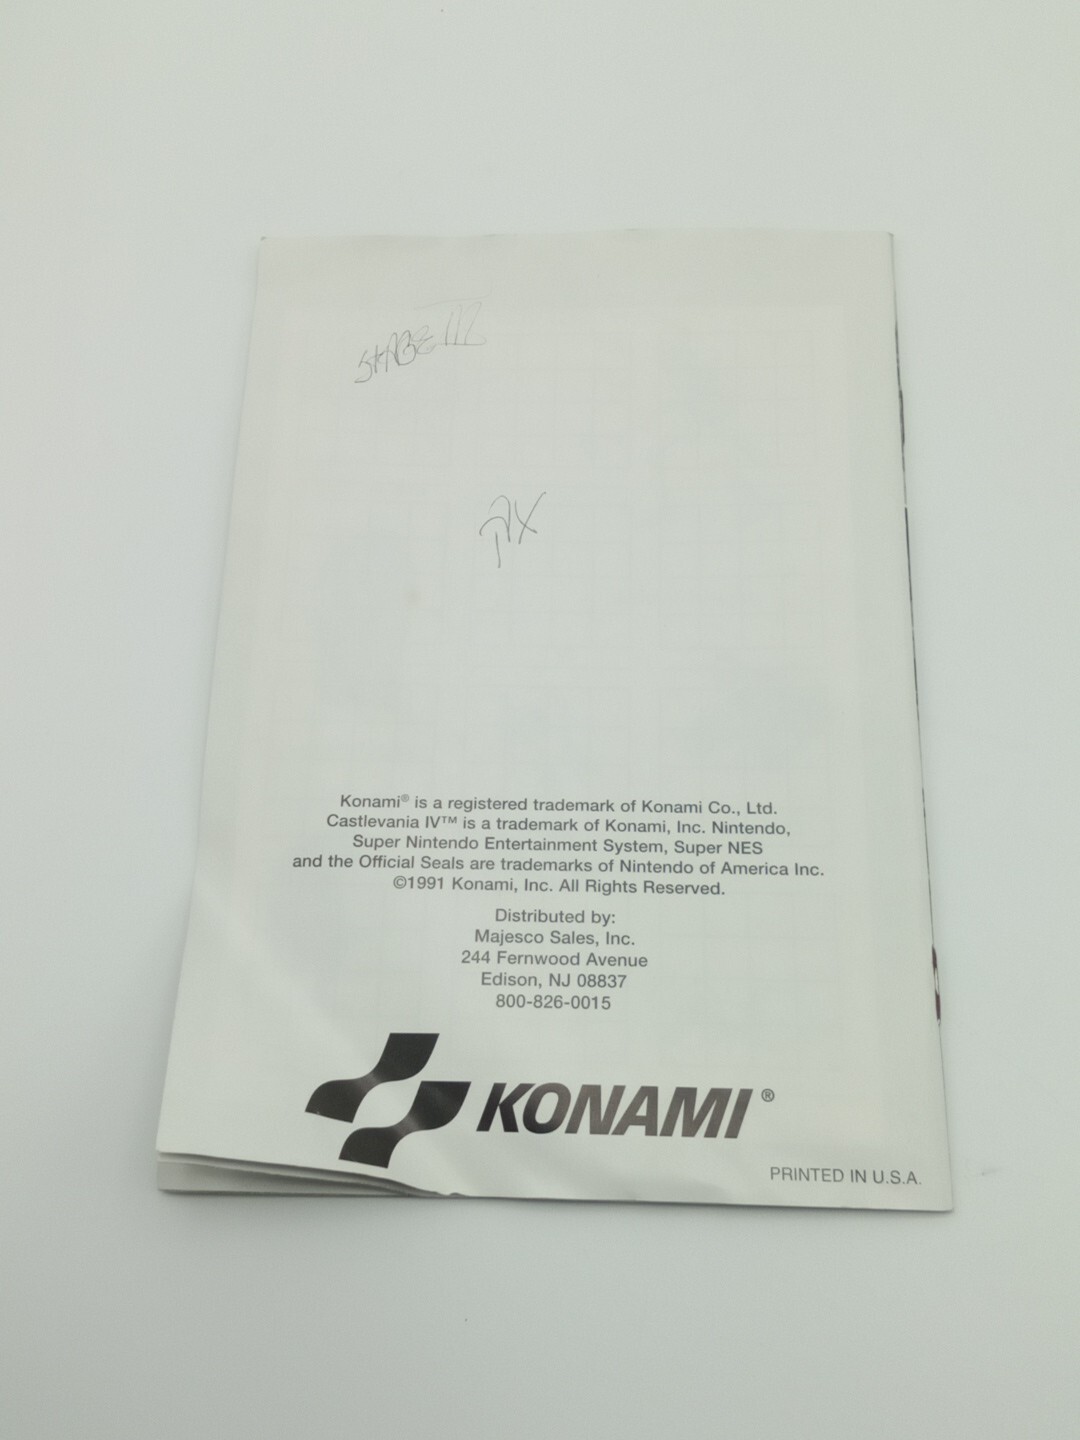 Konami® is a registered trademark of Konami Co., Ltd.
Castlevania IV™ is a trademark of Konami, Inc. Nintendo,
Super Nintendo Entertainment System, Super NES
and the Official Seals are trademarks of Nintendo of America Inc.
©1991 Konami, Inc. All Rights Reserved.
Distributed by:
Majesco Sales, Inc.
244 Fernwood Avenue
Edison, NJ 08837
800-826-0015
KONAMI®
PRINTED IN U.S.A.